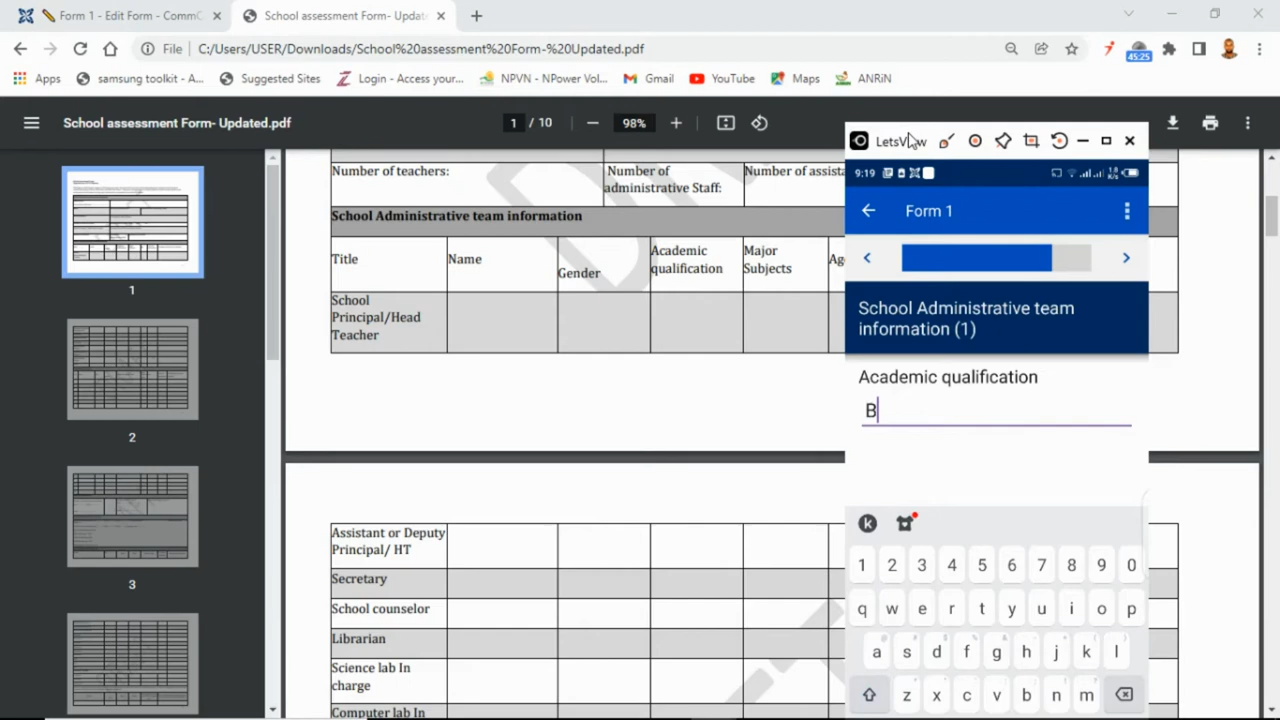 Form 1 - Edit Form - CommC
School assessment Form- Updat
File
C:/Users/USER/Downloads/School%20assessment%20Form-%20Updated.pdf
45:25
Apps
samsung toolkit - A...
Suggested Sites
Login - Access your...
NPVN - NPower Vol...
Gmail
YouTube
Maps
ANRiN
School assessment Form- Updated.pdf
1 / 10
98%
1
2
3
Number of teachers:
Number of
administrative Staff:
Number of assista
School Administrative team information
Title
Name
Gender
Academic
qualification
Major
Subjects
Ag
School
Principal/Head
Teacher
Assistant or Deputy
Principal/ HT
Secretary
School counselor
Librarian
Science lab In
charge
Computer lab In
LetsView
9:19
1.8
K/s
Form 1
School Administrative team
information (1)
Academic qualification
B
1 2 3 4 5 6 7 8 9 0
q w e r t y u i o p
a s d f g h j k l
z x c v b n m